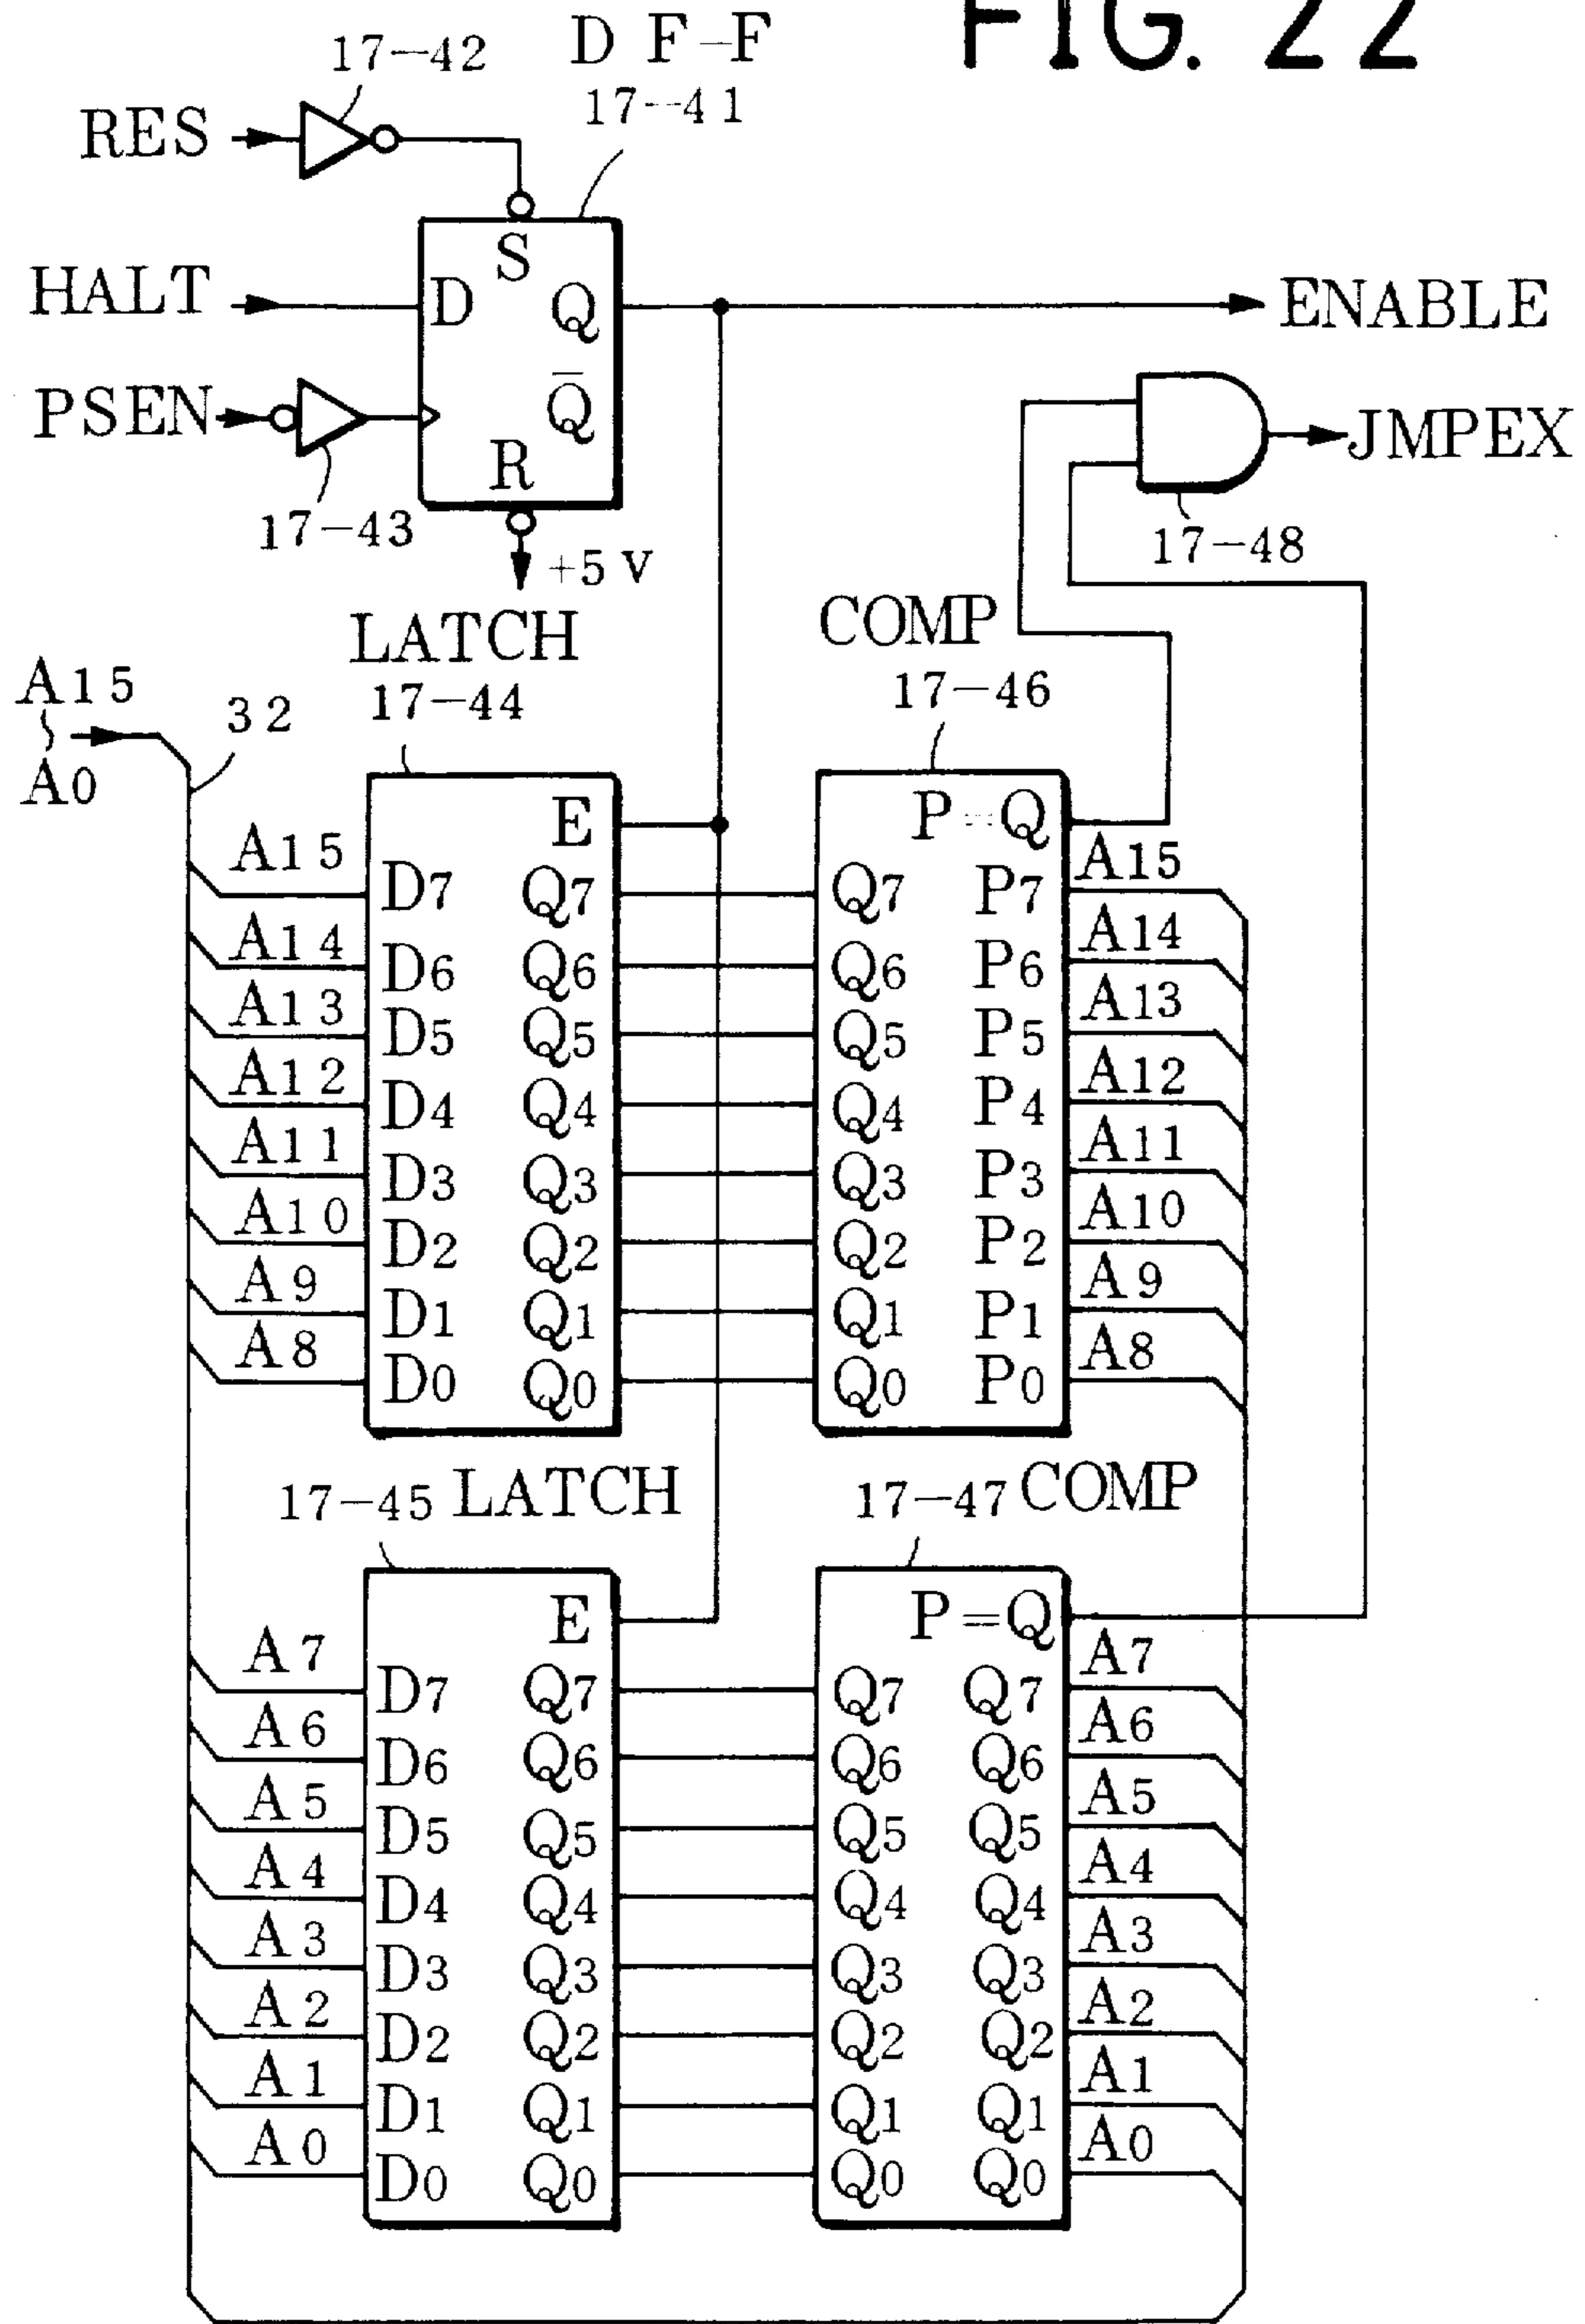 FIG. 22
D F-F
17-42
17-41
RES
S
HALT
D
Q
ENABLE
PSEN
Q̄
JMPEX
R
17-43
17-48
+5 V
LATCH
COMP
A15
17-44
17-46
32
A0
E
P=Q
A15 D7 Q7 Q7 P7 A15
A14 D6 Q6 Q6 P6 A14
A13 D5 Q5 Q5 P5 A13
A12 D4 Q4 Q4 P4 A12
A11 D3 Q3 Q3 P3 A11
A10 D2 Q2 Q2 P2 A10
A9 D1 Q1 Q1 P1 A9
A8 D0 Q0 Q0 P0 A8
17-45 LATCH
17-47 COMP
E
P=Q
A7 D7 Q7 Q7 Q7 A7
A6 D6 Q6 Q6 Q6 A6
A5 D5 Q5 Q5 Q5 A5
A4 D4 Q4 Q4 Q4 A4
A3 D3 Q3 Q3 Q3 A3
A2 D2 Q2 Q2 Q2 A2
A1 D1 Q1 Q1 Q1 A1
A0 D0 Q0 Q0 Q0 A0